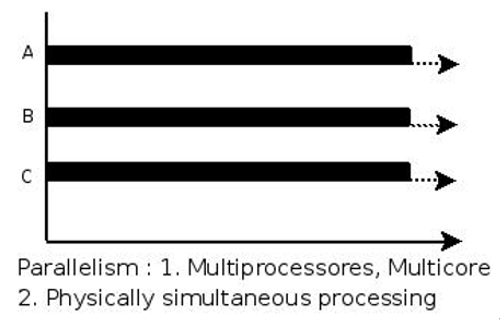 A
B
C
Parallelism : 1. Multiprocessores, Multicore
2. Physically simultaneous processing